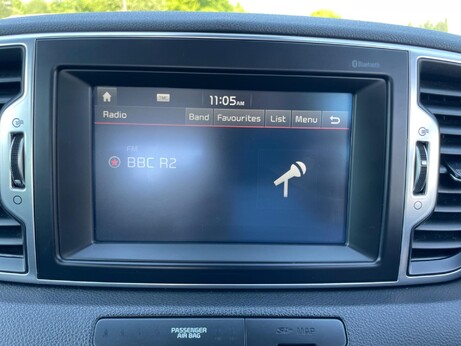 Bluetooth
11:05AM
Radio Band Favourites List Menu
FM
BBC R2
PASSENGER
AIR BAG